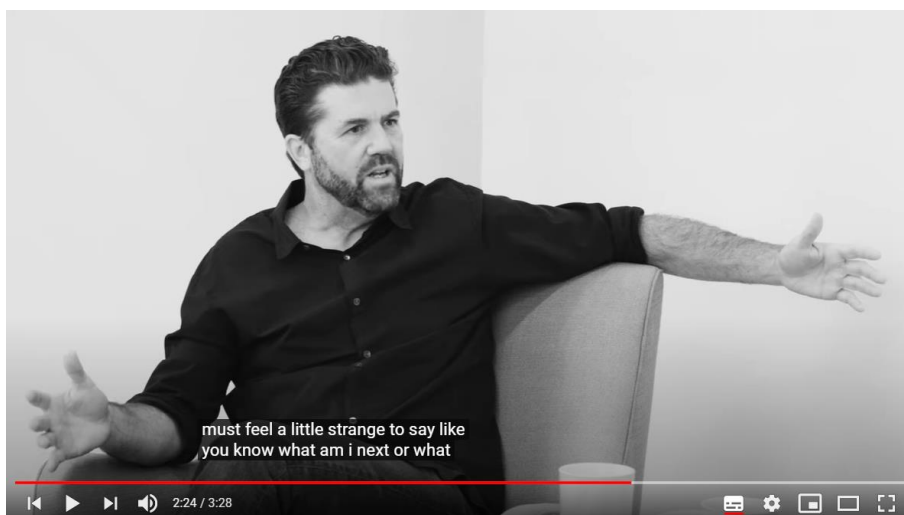 must feel a little strange to say like
you know what am i next or what
2:24 / 3:28